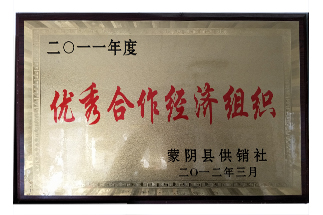 二〇一一年度
优秀合作经济组织
蒙阴县供销社
二〇一二年三月